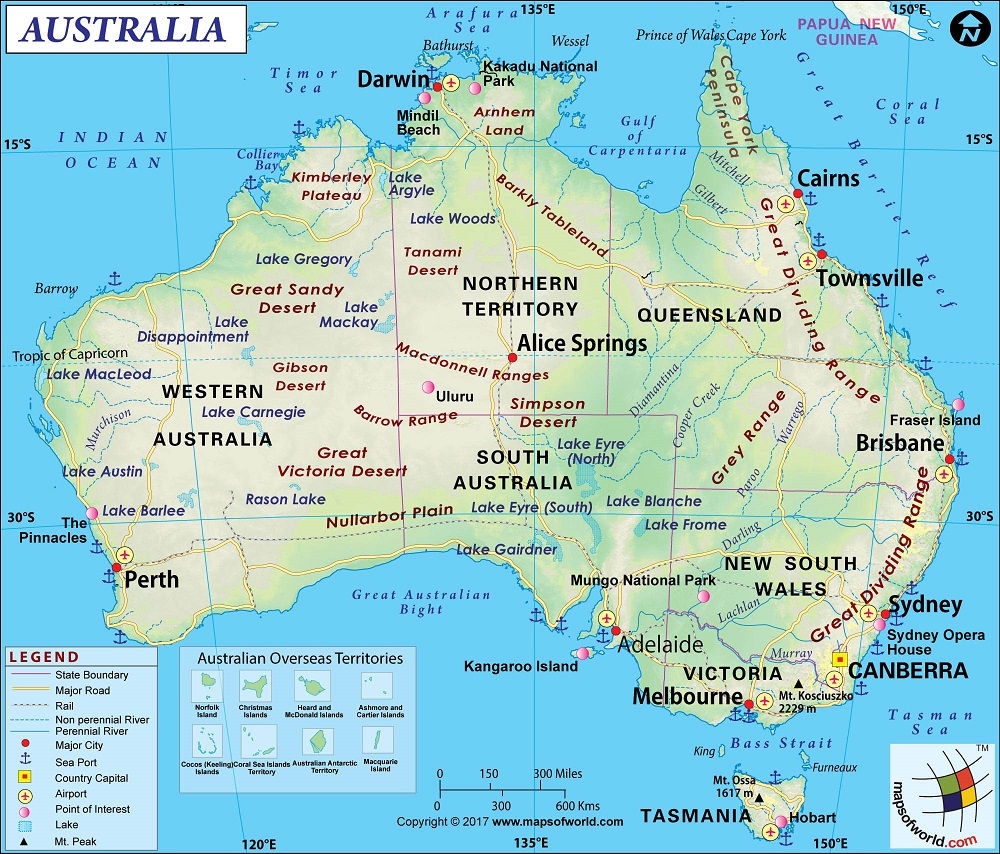 AUSTRALIA
Arafura
Sea
135°E
Prince of Wales
Cape York
PAPUA NEW
GUINEA
150°E
N
Bathurst
Wessel
Timor
Sea
Darwin
Kakadu National
Park
Mindil
Beach
Arnhem
Land
Gulf
of
Carpentaria
Cape York
Peninsula
Great Barrier Reef
Coral
Sea
INDIAN
OCEAN
15°S
15°S
Collier
Bay
Kimberley
Plateau
Lake
Argyle
Mitchell
Gilbert
Cairns
Lake Woods
Barkly Tableland
Great Dividing Range
Lake Gregory
Tanami
Desert
Townsville
Barrow
Great Sandy
Desert
NORTHERN
TERRITORY
QUEENSLAND
Lake
Disappointment
Lake
Mackay
Alice Springs
Tropic of Capricorn
Lake MacLeod
Gibson
Desert
Macdonnell Ranges
Uluru
WESTERN
AUSTRALIA
Lake Carnegie
Barrow Range
Simpson
Desert
Diamantina
Cooper Creek
Grey Range
Warrego
Paroo
Fraser Island
Brisbane
Murchison
Great
Victoria Desert
SOUTH
AUSTRALIA
Lake Eyre
(North)
Lake Austin
Lake Barlee
Rason Lake
Nullarbor Plain
Lake Eyre (South)
Lake Blanche
Lake Frome
30°S
30°S
The
Pinnacles
Lake Gairdner
Darling
Great Dividing Range
Perth
Great Australian
Bight
Mungo National Park
NEW SOUTH
WALES
Lachlan
Sydney
Adelaide
Sydney Opera
House
Kangaroo Island
Murray
VICTORIA
CANBERRA
Melbourne
Mt. Kosciuszko
2229 m
Tasman
Sea
King
Bass Strait
Furneaux
Mt. Ossa
1617 m
TASMANIA
Hobart
LEGEND
State Boundary
Major Road
Rail
Non perennial River
Perennial River
Major City
Sea Port
Country Capital
Airport
Point of Interest
Lake
Mt. Peak
Australian Overseas Territories
Norfolk
Island
Christmas
Islands
Heard and
McDonald Islands
Ashmore and
Cartier Islands
Cocos (Keeling)
Islands
Coral Sea Islands
Territory
Australian Antarctic
Territory
Macquarie
Island
0 150 300 Miles
0 300 600 Kms
Copyright © 2017 www.mapsofworld.com
120°E
135°E
150°E
mapsofworld.com
TM